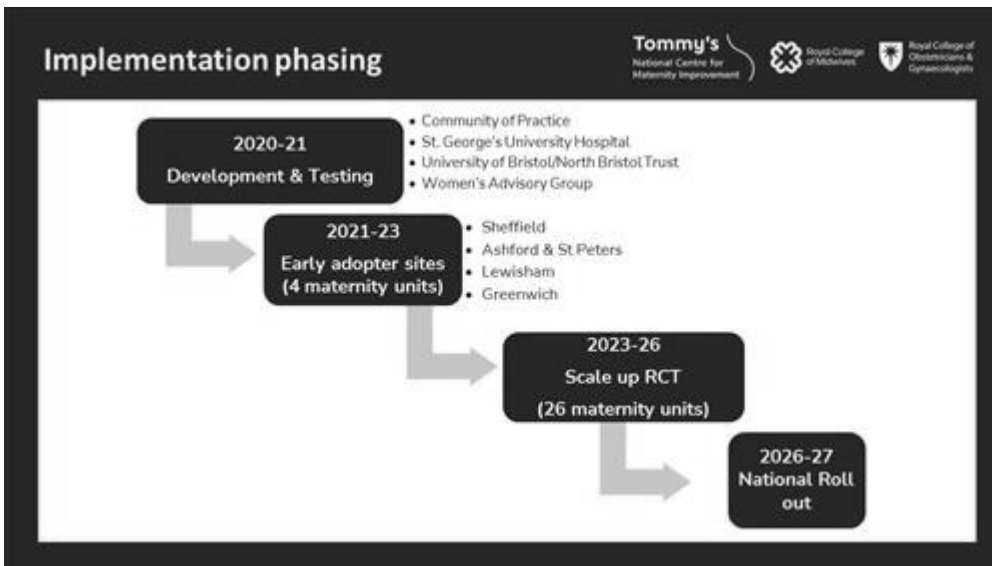 Implementation phasing
Tommy's
National Centre for
Maternity Improvement
Royal College
of Midwives
Royal College of
Obstetricians &
Gynaecologists
2020-21
Development & Testing
• Community of Practice
• St. George's University Hospital
• University of Bristol/North Bristol Trust
• Women's Advisory Group
2021-23
Early adopter sites
(4 maternity units)
• Sheffield
• Ashford & St Peters
• Lewisham
• Greenwich
2023-26
Scale up RCT
(26 maternity units)
2026-27
National Roll
out